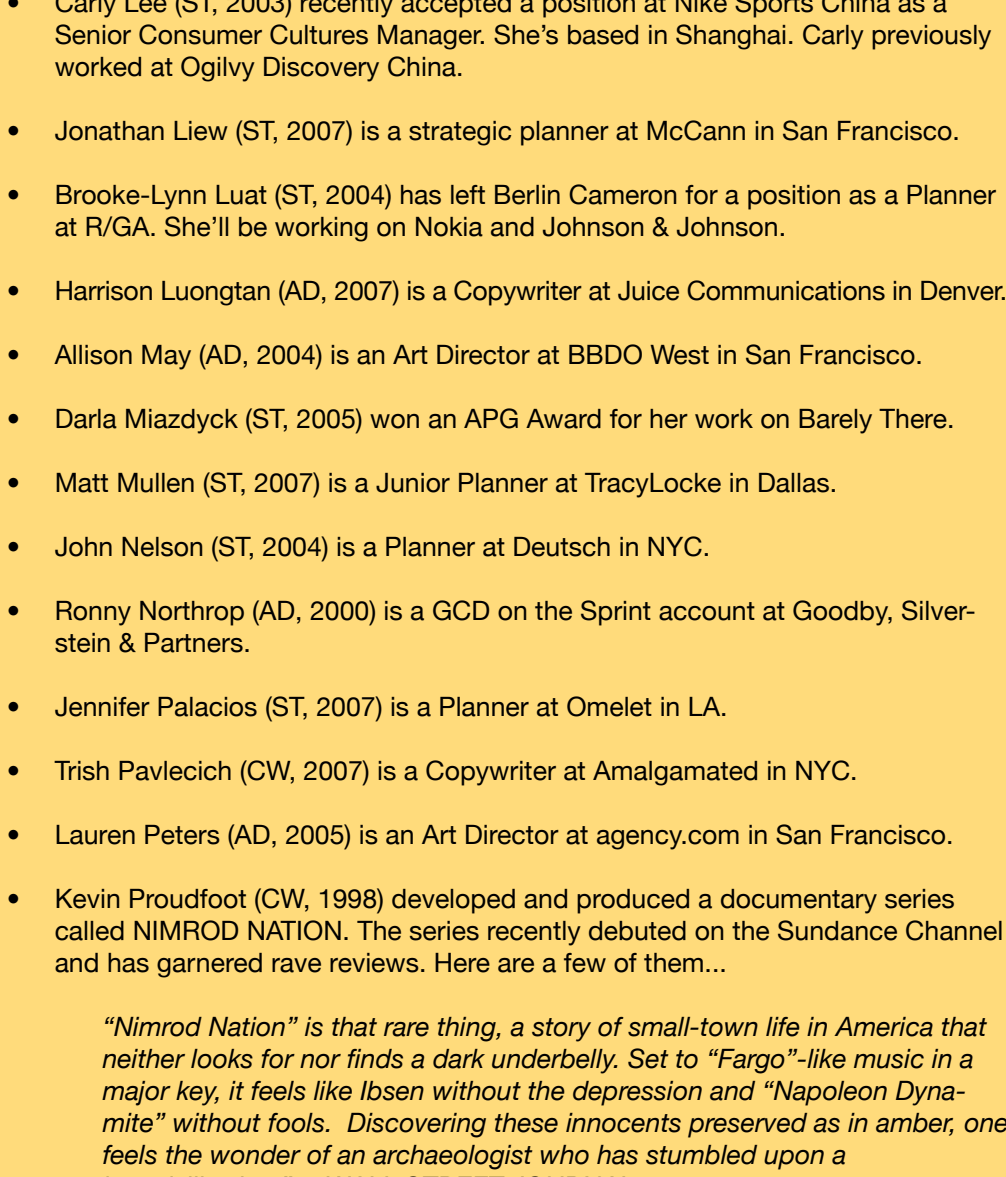 • Carly Lee (ST, 2003) recently accepted a position at Nike Sports China as a
Senior Consumer Cultures Manager. She’s based in Shanghai. Carly previously
worked at Ogilvy Discovery China.
• Jonathan Liew (ST, 2007) is a strategic planner at McCann in San Francisco.
• Brooke-Lynn Luat (ST, 2004) has left Berlin Cameron for a position as a Planner
at R/GA. She’ll be working on Nokia and Johnson & Johnson.
• Harrison Luongtan (AD, 2007) is a Copywriter at Juice Communications in Denver.
• Allison May (AD, 2004) is an Art Director at BBDO West in San Francisco.
• Darla Miazdyck (ST, 2005) won an APG Award for her work on Barely There.
• Matt Mullen (ST, 2007) is a Junior Planner at TracyLocke in Dallas.
• John Nelson (ST, 2004) is a Planner at Deutsch in NYC.
• Ronny Northrop (AD, 2000) is a GCD on the Sprint account at Goodby, Silver-
stein & Partners.
• Jennifer Palacios (ST, 2007) is a Planner at Omelet in LA.
• Trish Pavlecich (CW, 2007) is a Copywriter at Amalgamated in NYC.
• Lauren Peters (AD, 2005) is an Art Director at agency.com in San Francisco.
• Kevin Proudfoot (CW, 1998) developed and produced a documentary series
called NIMROD NATION. The series recently debuted on the Sundance Channel
and has garnered rave reviews. Here are a few of them...
“Nimrod Nation” is that rare thing, a story of small-town life in America that
neither looks for nor finds a dark underbelly. Set to “Fargo”-like music in a
major key, it feels like Ibsen without the depression and “Napoleon Dyna-
mite” without fools.  Discovering these innocents preserved as in amber, one
feels the wonder of an archaeologist who has stumbled upon a